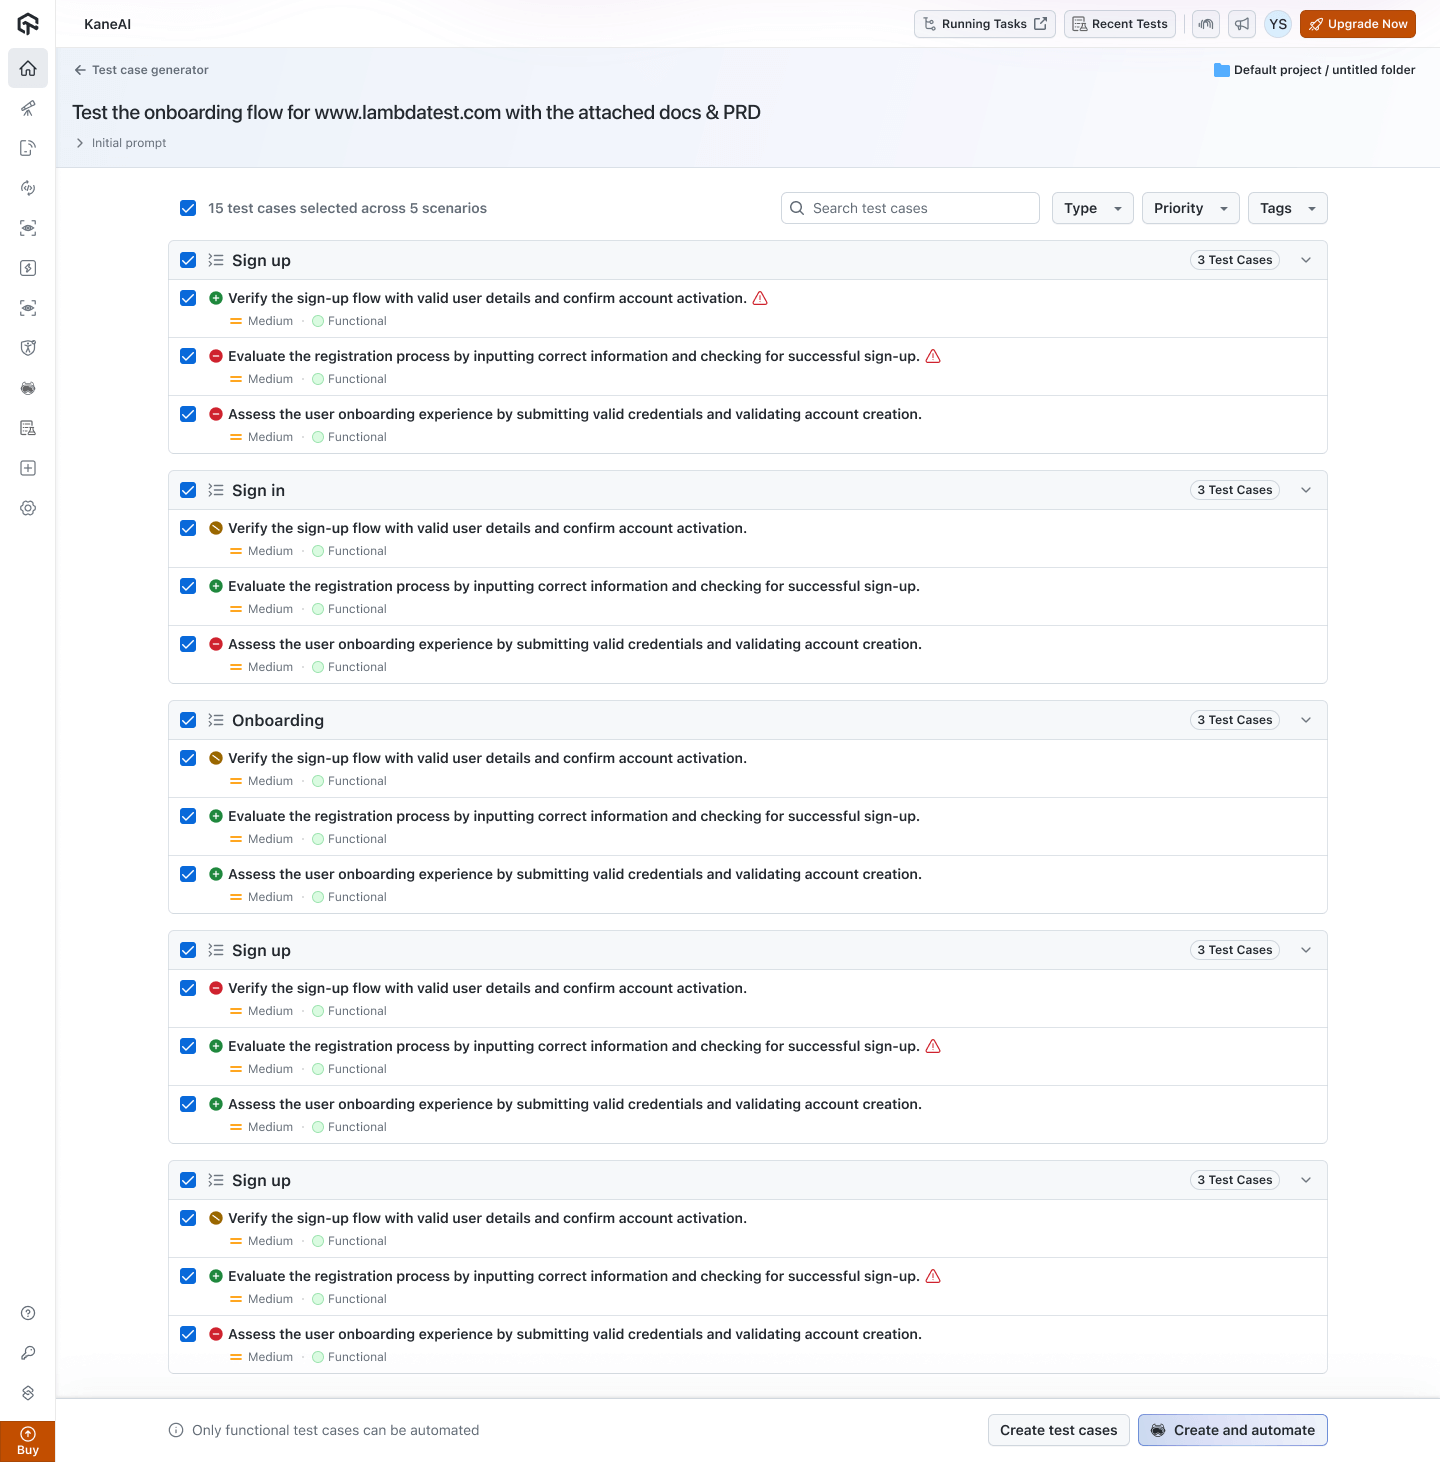 KaneAI
Running Tasks
Recent Tests
YS
Upgrade Now
Test case generator
Default project / untitled folder
Test the onboarding flow for www.lambdatest.com with the attached docs & PRD
Initial prompt
15 test cases selected across 5 scenarios
Search test cases
Type
Priority
Tags
Sign up
3 Test Cases
Verify the sign-up flow with valid user details and confirm account activation.
Medium · Functional
Evaluate the registration process by inputting correct information and checking for successful sign-up.
Medium · Functional
Assess the user onboarding experience by submitting valid credentials and validating account creation.
Medium · Functional
Sign in
3 Test Cases
Verify the sign-up flow with valid user details and confirm account activation.
Medium · Functional
Evaluate the registration process by inputting correct information and checking for successful sign-up.
Medium · Functional
Assess the user onboarding experience by submitting valid credentials and validating account creation.
Medium · Functional
Onboarding
3 Test Cases
Verify the sign-up flow with valid user details and confirm account activation.
Medium · Functional
Evaluate the registration process by inputting correct information and checking for successful sign-up.
Medium · Functional
Assess the user onboarding experience by submitting valid credentials and validating account creation.
Medium · Functional
Sign up
3 Test Cases
Verify the sign-up flow with valid user details and confirm account activation.
Medium · Functional
Evaluate the registration process by inputting correct information and checking for successful sign-up.
Medium · Functional
Assess the user onboarding experience by submitting valid credentials and validating account creation.
Medium · Functional
Sign up
3 Test Cases
Verify the sign-up flow with valid user details and confirm account activation.
Medium · Functional
Evaluate the registration process by inputting correct information and checking for successful sign-up.
Medium · Functional
Assess the user onboarding experience by submitting valid credentials and validating account creation.
Medium · Functional
Only functional test cases can be automated
Create test cases
Create and automate
Buy